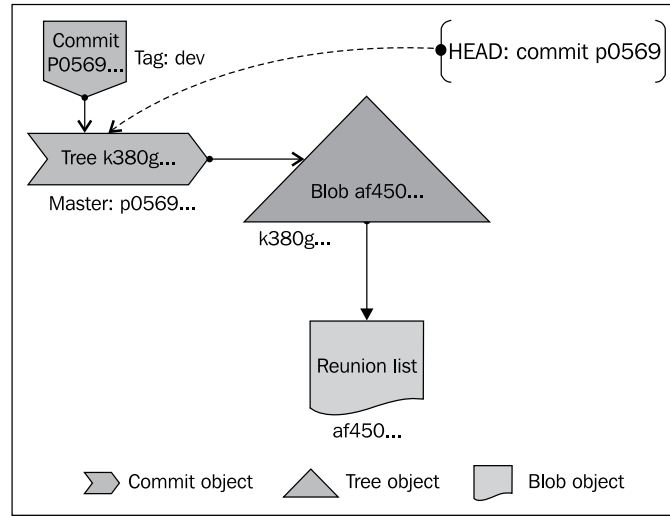 Commit
P0569...
Tag: dev
HEAD: commit p0569
Tree k380g...
Master: p0569...
Blob af450...
k380g...
Reunion list
af450...
Commit object
Tree object
Blob object